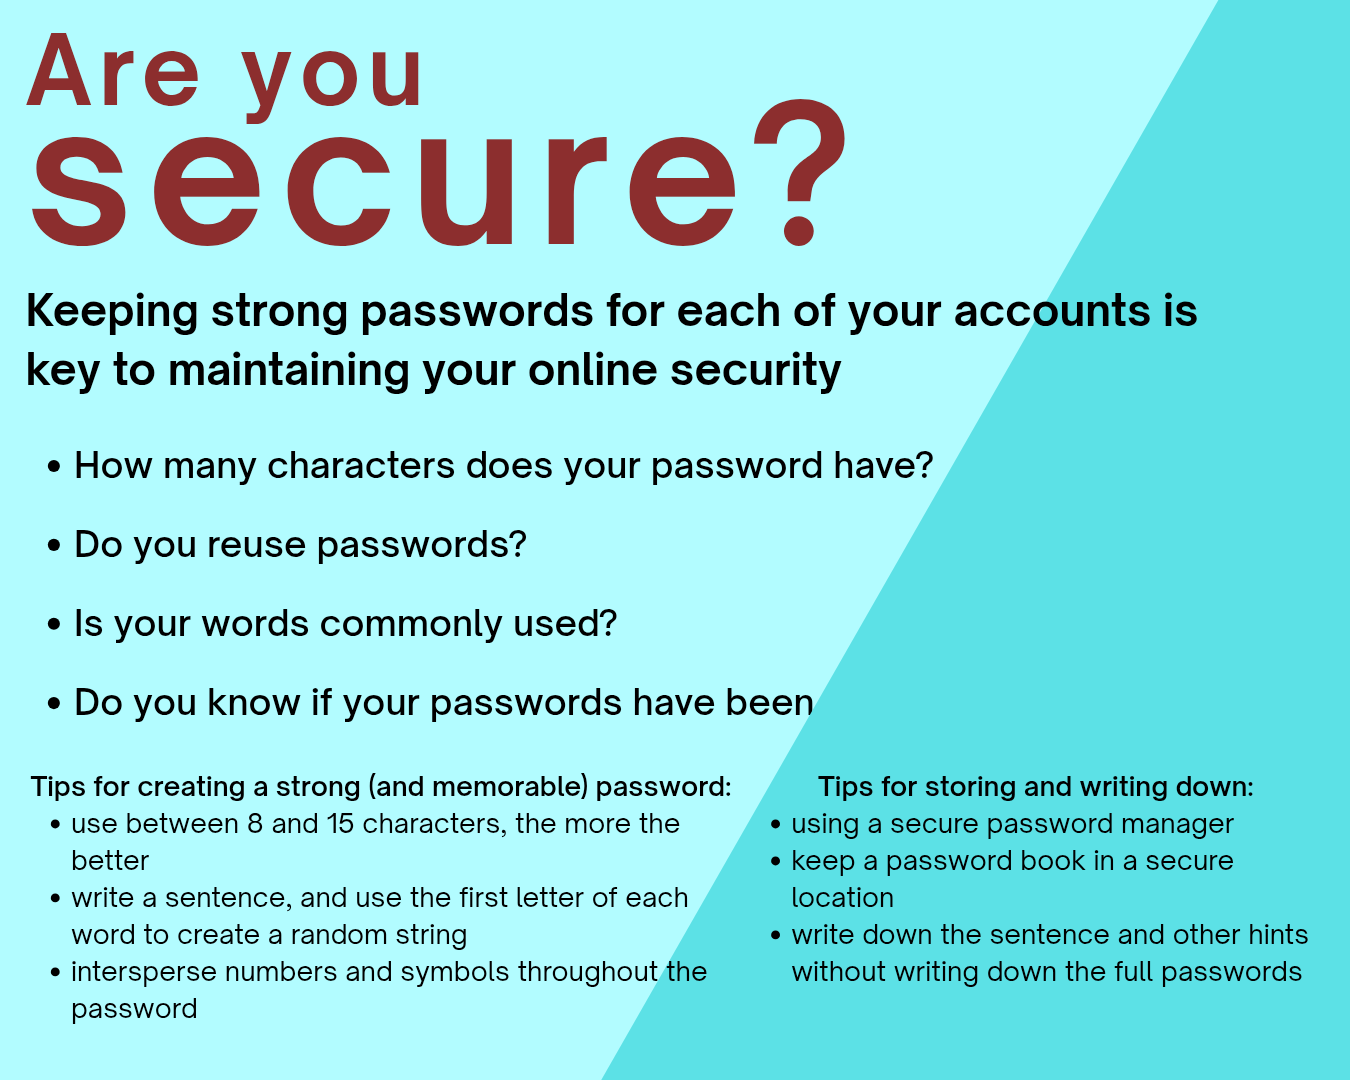 Are you
secure?
Keeping strong passwords for each of your accounts is
key to maintaining your online security
• How many characters does your password have?
• Do you reuse passwords?
• Is your words commonly used?
• Do you know if your passwords have been
Tips for creating a strong (and memorable) password:
• use between 8 and 15 characters, the more the
better
• write a sentence, and use the first letter of each
word to create a random string
• intersperse numbers and symbols throughout the
password
Tips for storing and writing down:
• using a secure password manager
• keep a password book in a secure
location
• write down the sentence and other hints
without writing down the full passwords